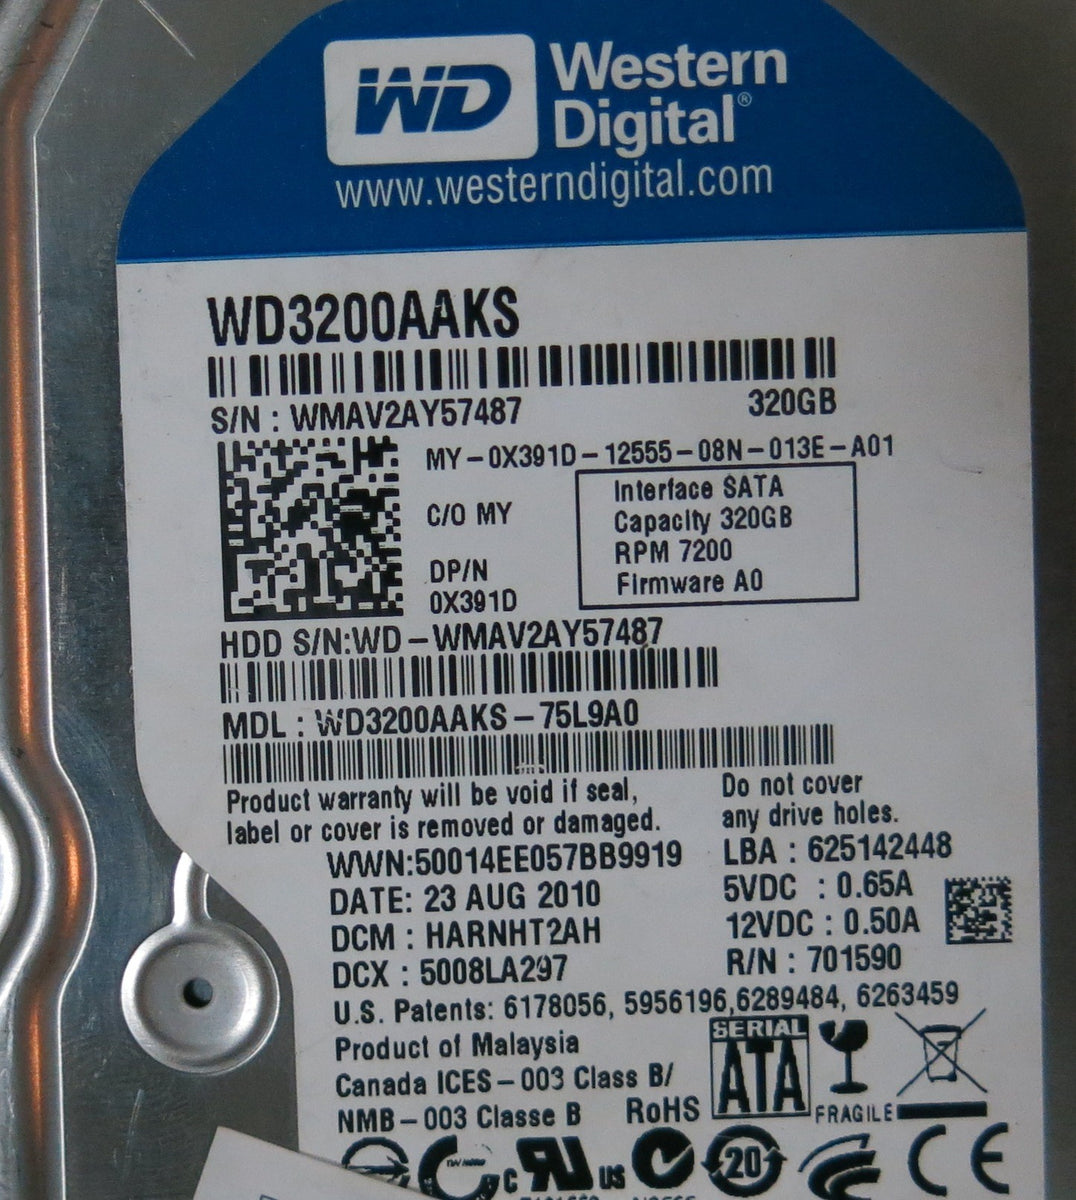 WD Western Digital®
www.westerndigital.com
WD3200AAKS
S/N : WMAV2AY57487 320GB
MY-0X391D-12555-08N-013E-A01
Interface SATA
C/O MY
Capacity 320GB
RPM 7200
DP/N
Firmware A0
0X391D
HDD S/N:WD-WMAV2AY57487
MDL : WD3200AAKS-75L9A0
Product warranty will be void if seal,
label or cover is removed or damaged.
Do not cover
any drive holes.
WWN:50014EE057BB9919 LBA : 625142448
DATE: 23 AUG 2010 5VDC : 0.65A
DCM : HARNHT2AH 12VDC : 0.50A
DCX : 5008LA297 R/N : 701590
U.S. Patents: 6178056, 5956196,6289484, 6263459
Product of Malaysia
SERIAL
ATA
Canada ICES-003 Class B/
NMB-003 Classe B RoHS
FRAGILE
c US 20 CE